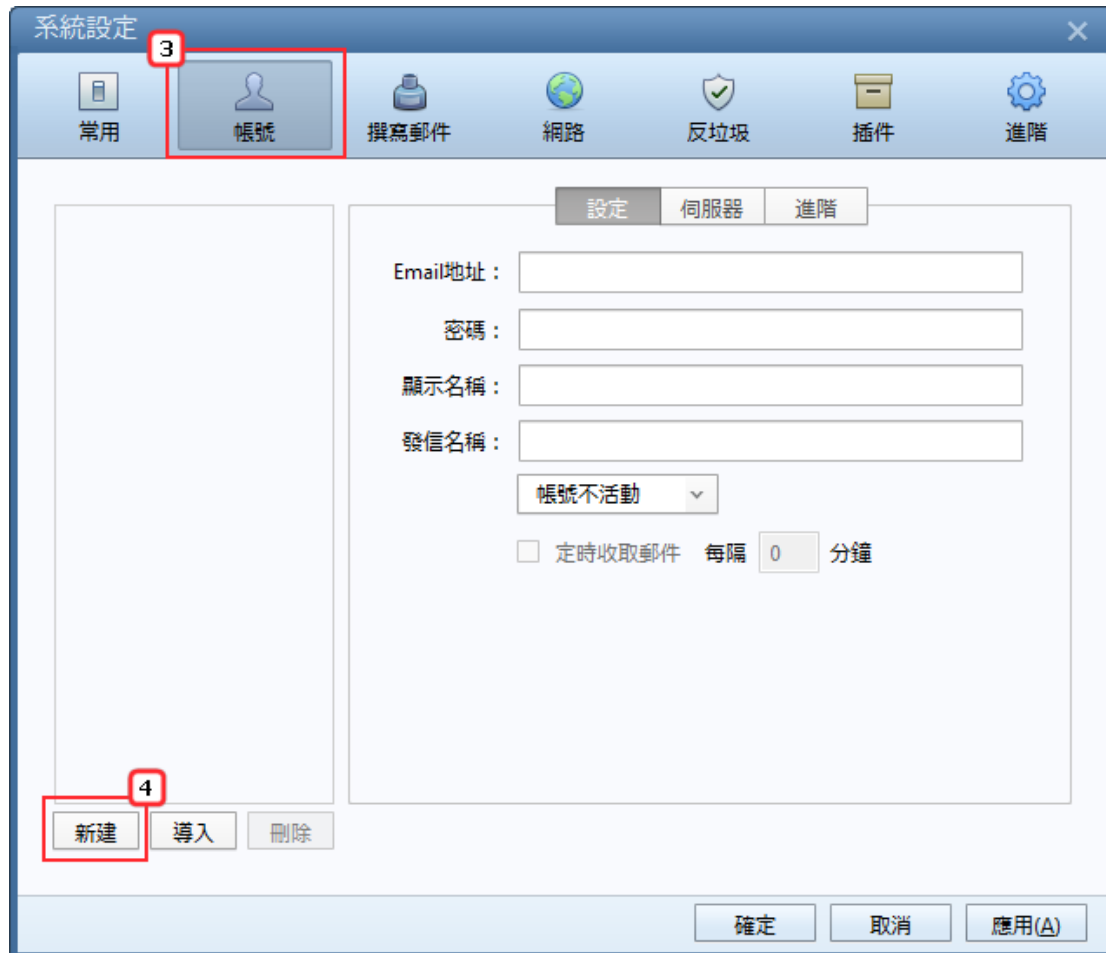 系統設定
3
常用 帳號 撰寫郵件 網路 反垃圾 插件 進階
設定 伺服器 進階
Email地址：
密碼：
顯示名稱：
發信名稱：
帳號不活動
定時收取郵件 每隔 0 分鐘
4
新建 導入 刪除
確定 取消 應用(A)